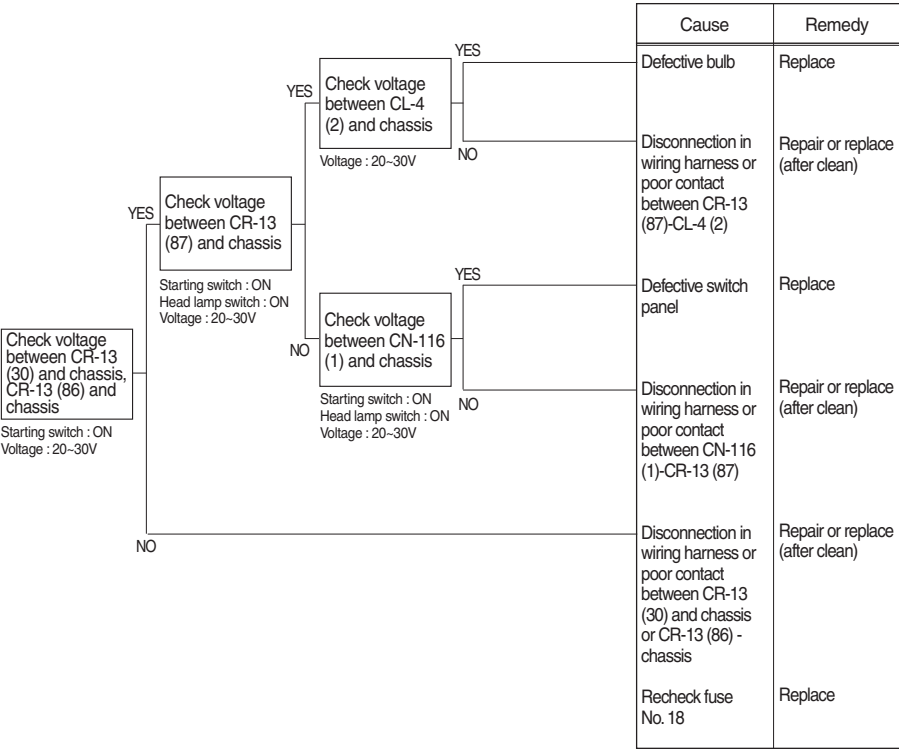 Check voltage
between CR-13
(30) and chassis,
CR-13 (86) and
chassis
Starting switch : ON
Voltage : 20~30V
YES
NO
Check voltage
between CR-13
(87) and chassis
Starting switch : ON
Head lamp switch : ON
Voltage : 20~30V
YES
NO
Check voltage
between CL-4
(2) and chassis
Voltage : 20~30V
YES
NO
Check voltage
between CN-116
(1) and chassis
Starting switch : ON
Head lamp switch : ON
Voltage : 20~30V
YES
NO
Cause
Remedy
Defective bulb
Replace
Disconnection in
wiring harness or
poor contact
between CR-13
(87)-CL-4 (2)
Repair or replace
(after clean)
Defective switch
panel
Replace
Disconnection in
wiring harness or
poor contact
between CN-116
(1)-CR-13 (87)
Repair or replace
(after clean)
Disconnection in
wiring harness or
poor contact
between CR-13
(30) and chassis
or CR-13 (86) -
chassis
Repair or replace
(after clean)
Recheck fuse
No. 18
Replace